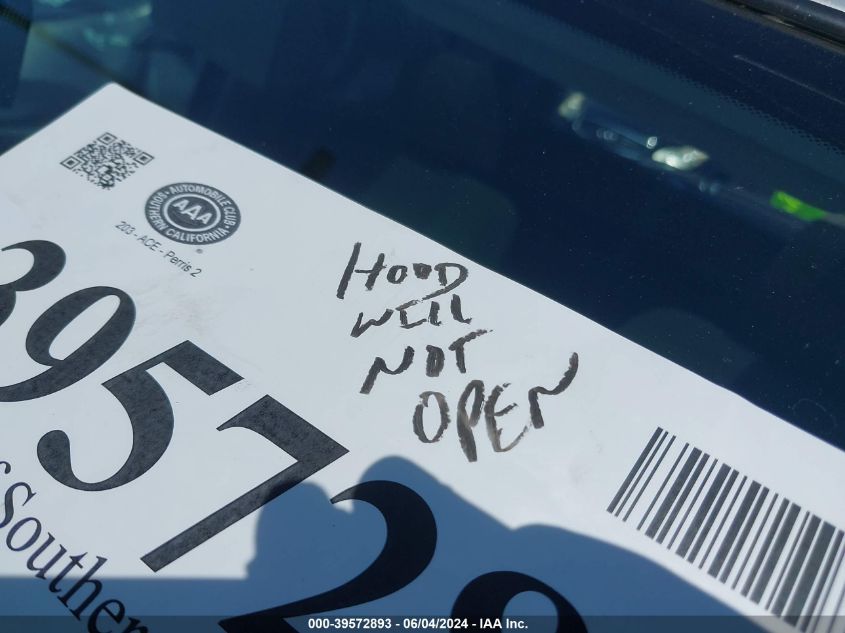 SOUTHERN CALIFORNIA • AUTOMOBILE CLUB
AAA
®
203 - ACE - Perris 2
HOOD
WILL
NOT
OPEN
395728
Souther
000-39572893 • 06/04/2024 - IAA Inc.